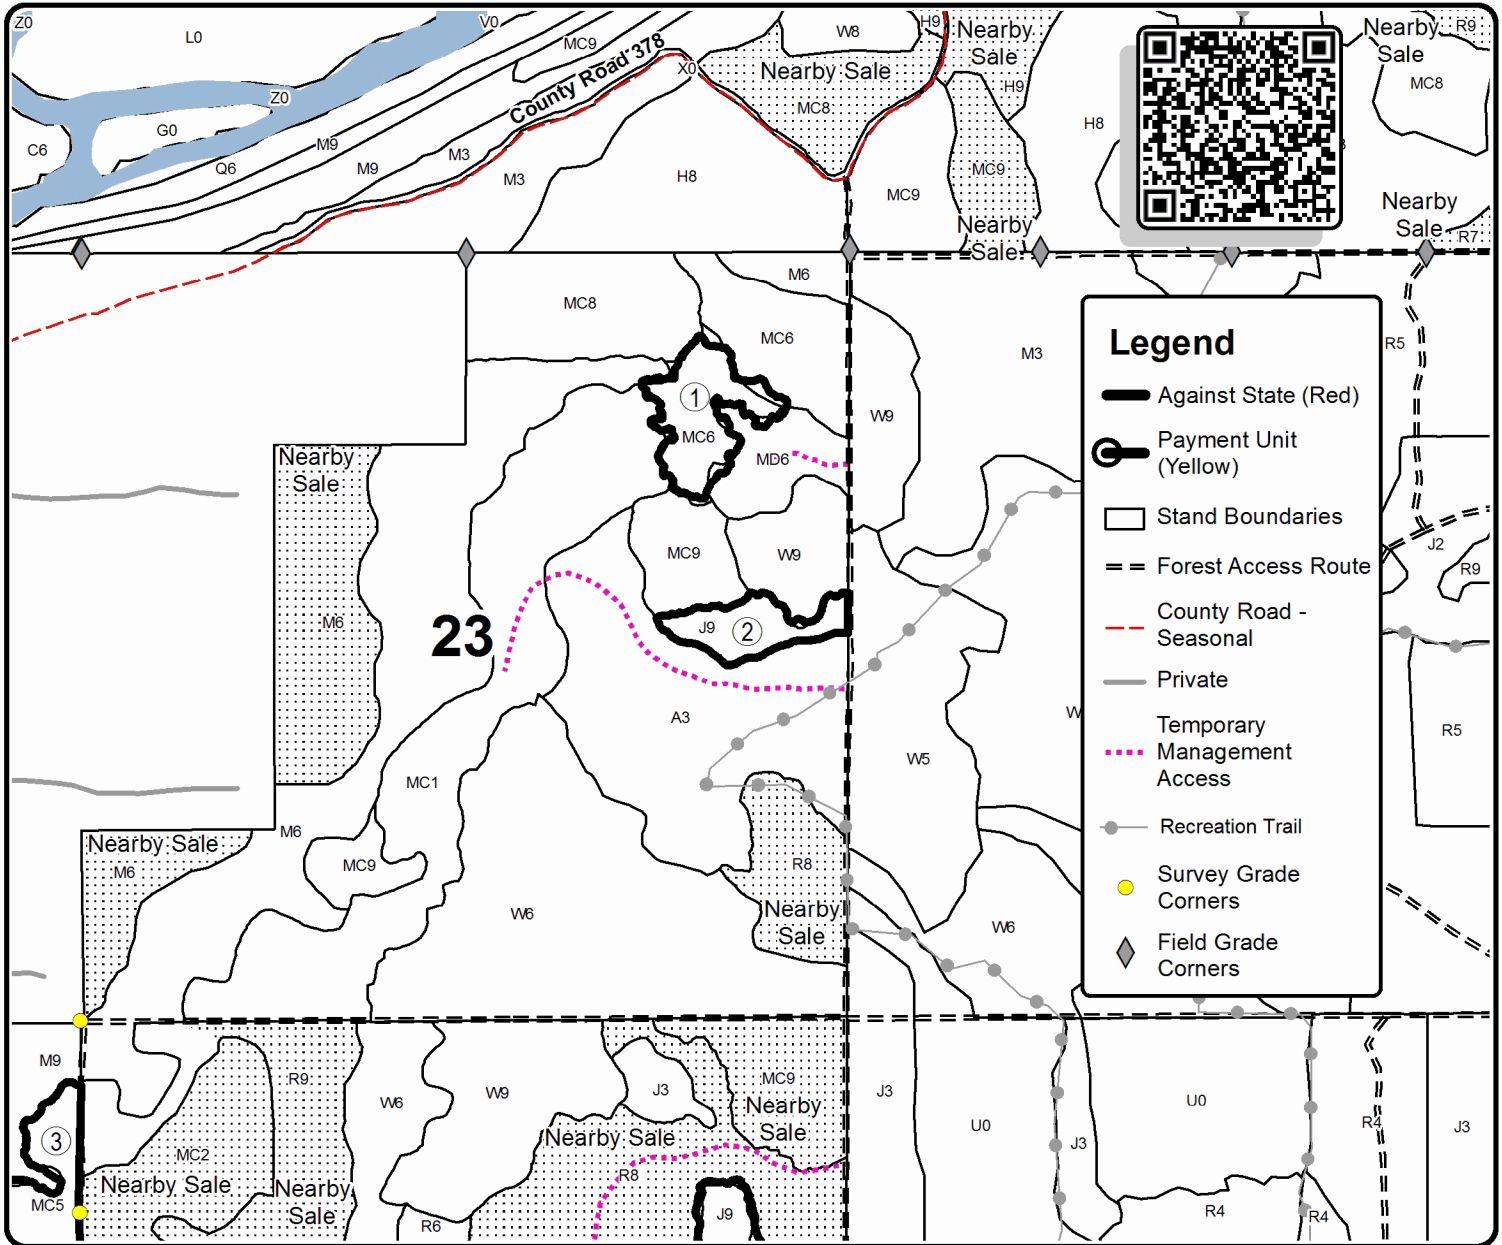 Z0
V0
L0
MC9
County Road 378
W8
H9
Nearby
Sale
Nearby
Sale
R9
X0
Nearby Sale
H9
MC8
MC8
Z0
G0
C6
M9
Q6
M9
M3
M3
H8
H8
MC9
MC9
Nearby
Sale
Nearby
Sale
R7
M6
MC8
MC6
M3
R5
1
W9
MC6
MD6
Nearby
Sale
MC9
W9
J2
R9
M6
23
J9
2
A3
W
W5
R5
MC1
M6
Nearby Sale
M6
MC9
R8
Nearby
Sale
W6
W6
Legend
Against State (Red)
Payment Unit
(Yellow)
Stand Boundaries
Forest Access Route
County Road -
Seasonal
Private
Temporary
Management
Access
Recreation Trail
Survey Grade
Corners
Field Grade
Corners
M9
R9
W6
W9
J3
MC9
Nearby
Sale
J3
U0
J3
U0
R4
J3
3
MC2
Nearby Sale
MC5
Nearby
Sale
Nearby Sale
R8
R6
J9
R4
R4